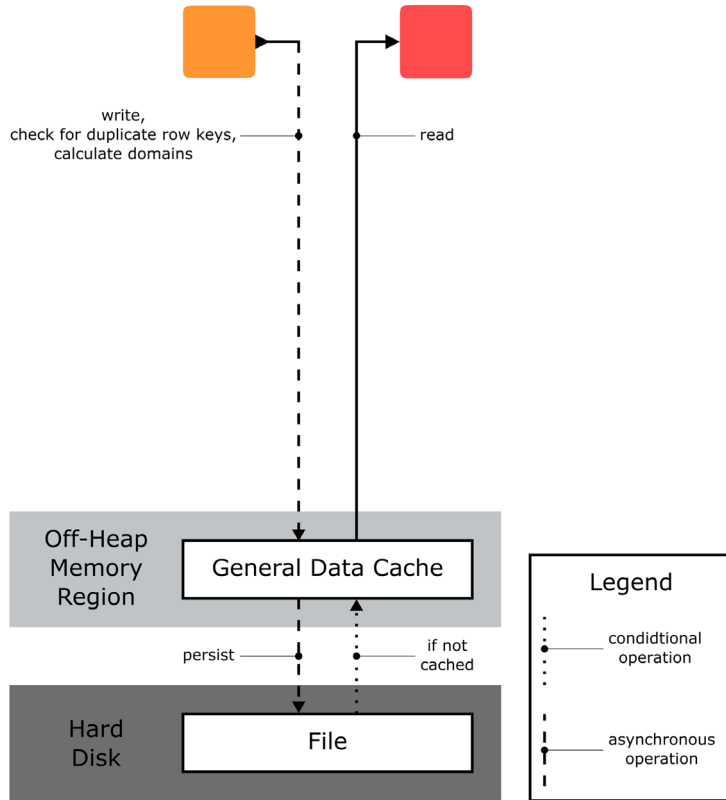 write,
check for duplicate row keys,
calculate domains
read
Off-Heap
Memory
Region
General Data Cache
persist
if not
cached
Hard
Disk
File
Legend
condidtional
operation
asynchronous
operation